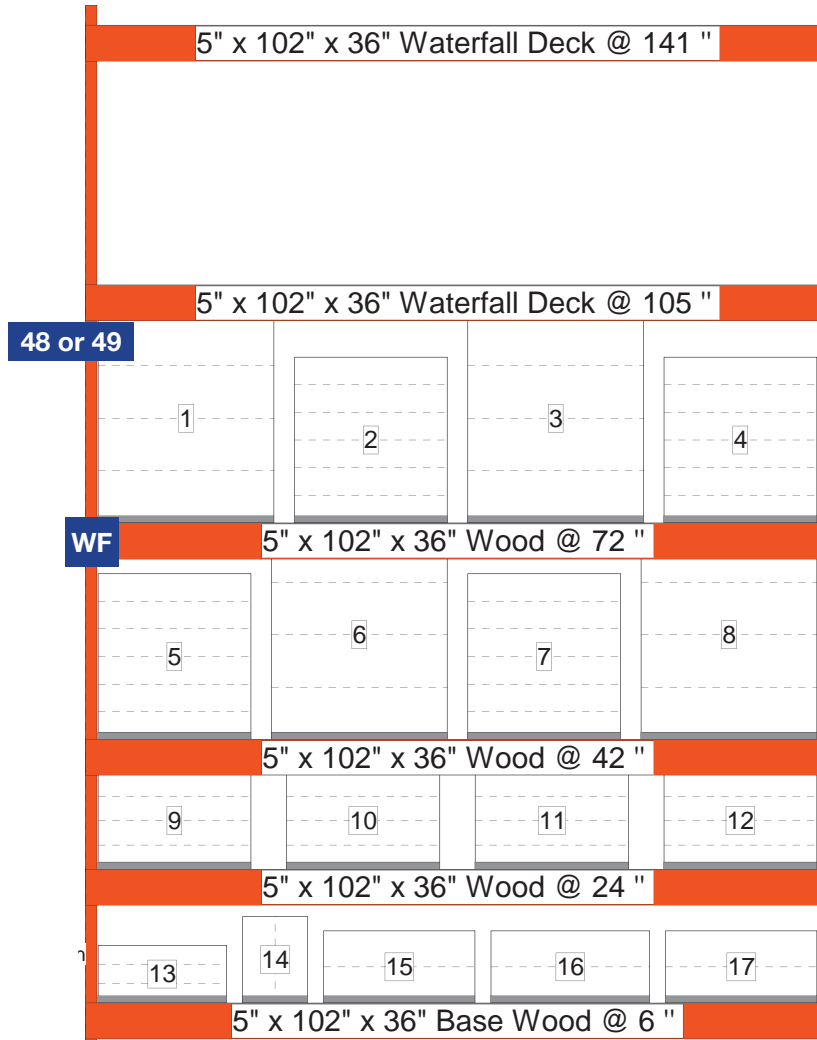 5" x 102" x 36" Waterfall Deck @ 141 "
5" x 102" x 36" Waterfall Deck @ 105 "
48 or 49
1
2
3
4
WF
5" x 102" x 36" Wood @ 72 "
5
6
7
8
5" x 102" x 36" Wood @ 42 "
9
10
11
12
5" x 102" x 36" Wood @ 24 "
13
14
15
16
17
5" x 102" x 36" Base Wood @ 6 "